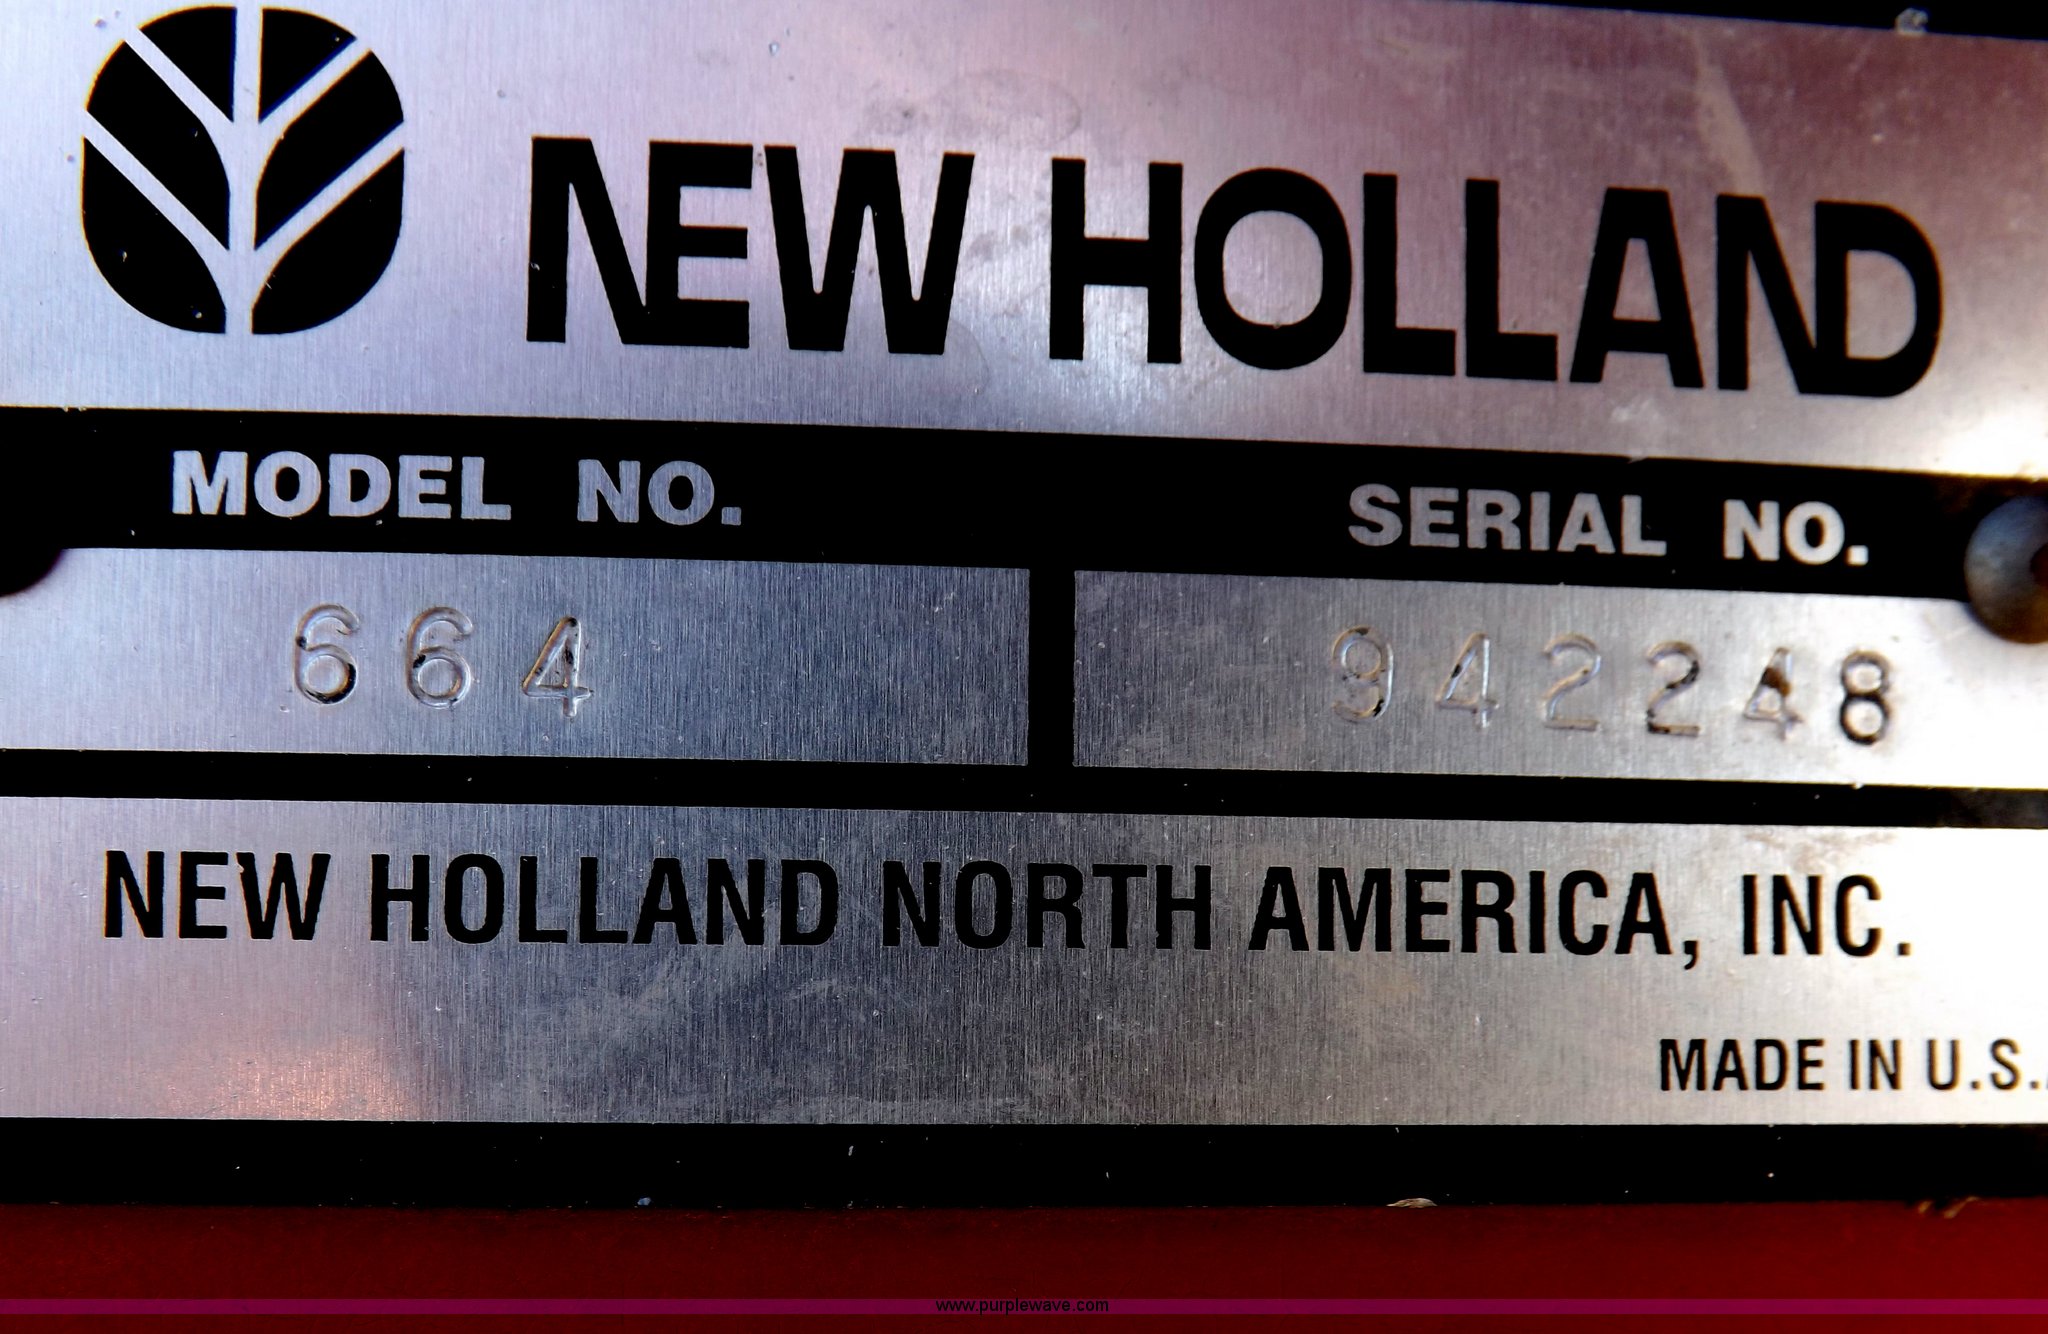 NEW HOLLAND
MODEL NO. SERIAL NO.
664 942248
NEW HOLLAND NORTH AMERICA, INC.
MADE IN U.S.
www.purplewave.com